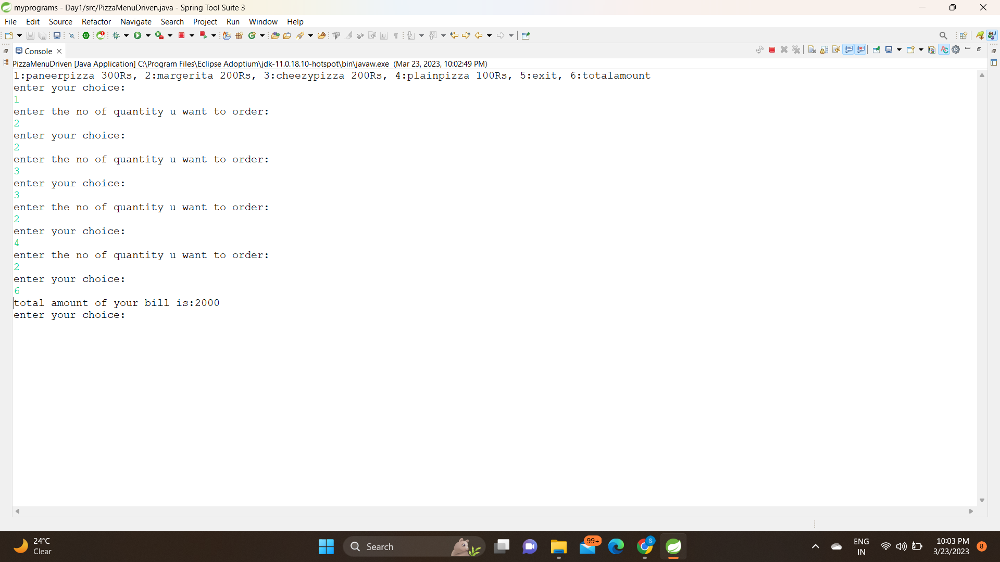 myprograms - Day1/src/PizzaMenuDriven.java - Spring Tool Suite 3
File Edit Source Refactor Navigate Search Project Run Window Help
Console
PizzaMenuDriven [Java Application] C:\Program Files\Eclipse Adoptium\jdk-11.0.18.10-hotspot\bin\javaw.exe (Mar 23, 2023, 10:02:49 PM)
1:paneerpizza 300Rs, 2:margerita 200Rs, 3:cheezypizza 200Rs, 4:plainpizza 100Rs, 5:exit, 6:totalamount
enter your choice:
1
enter the no of quantity u want to order:
2
enter your choice:
2
enter the no of quantity u want to order:
3
enter your choice:
3
enter the no of quantity u want to order:
2
enter your choice:
4
enter the no of quantity u want to order:
2
enter your choice:
6
total amount of your bill is:2000
enter your choice:
24°C
Clear
Search
99+
S
ENG
IN
10:03 PM
3/23/2023
8